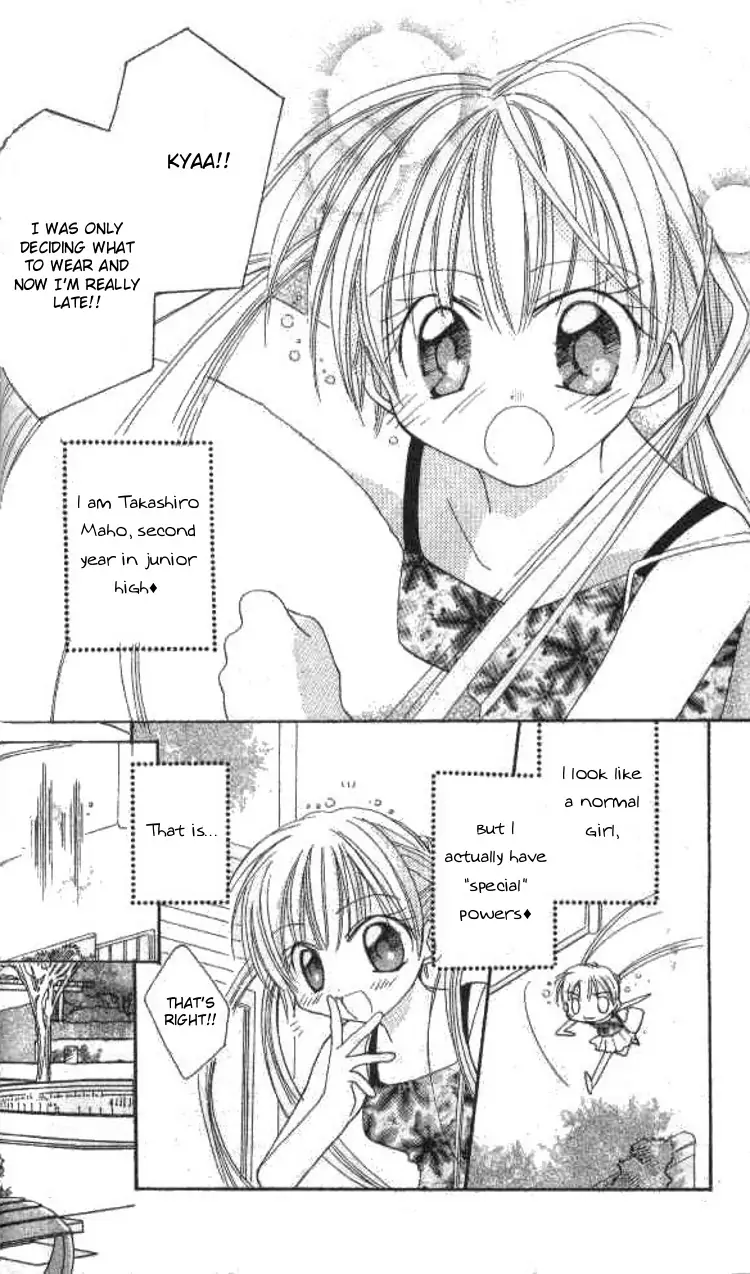 KYAA!!
I WAS ONLY
DECIDING WHAT
TO WEAR AND
NOW I'M REALLY
LATE!!
I am Takashiro
Maho, second
year in junior
high♦
I look like
a normal
girl,
But I
actually have
"special"
powers♦
That is...
THAT'S
RIGHT!!